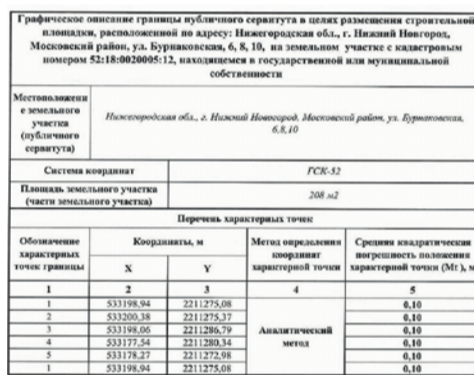 Графическое описание границы публичного сервитута в целях размещения строительной
площадки, расположенной по адресу: Нижегородская обл., г. Нижний Новгород,
Московский район, ул. Бурнаковская, 6, 8, 10, на земельном участке с кадастровым
номером 52:18:0020005:12, находящемся в государственной или муниципальной
собственности
Местоположени
е земельного
участка
(публичного
сервитута)
Нижегородская обл., г. Нижний Новогород, Московский район, ул. Бурнаковская,
6,8,10
Система координат ГСК-52
Площадь земельного участка
(части земельного участка)
208 м2
Перечень характерных точек
Обозначение
характерных
точек границы
Координаты, м
X Y
Метод определения
координат
характерной точки
Средняя квадратическая
погрешность положения
характерной точки (Mt), м
1 2 3 4 5
1 533198,94 2211275,08 0,10
2 533200,38 2211275,37 0,10
3 533198,06 2211286,79 0,10
4 533177,54 2211280,34 0,10
5 533178,27 2211272,98 0,10
1 533198,94 2211275,08 0,10
Аналитический
метод